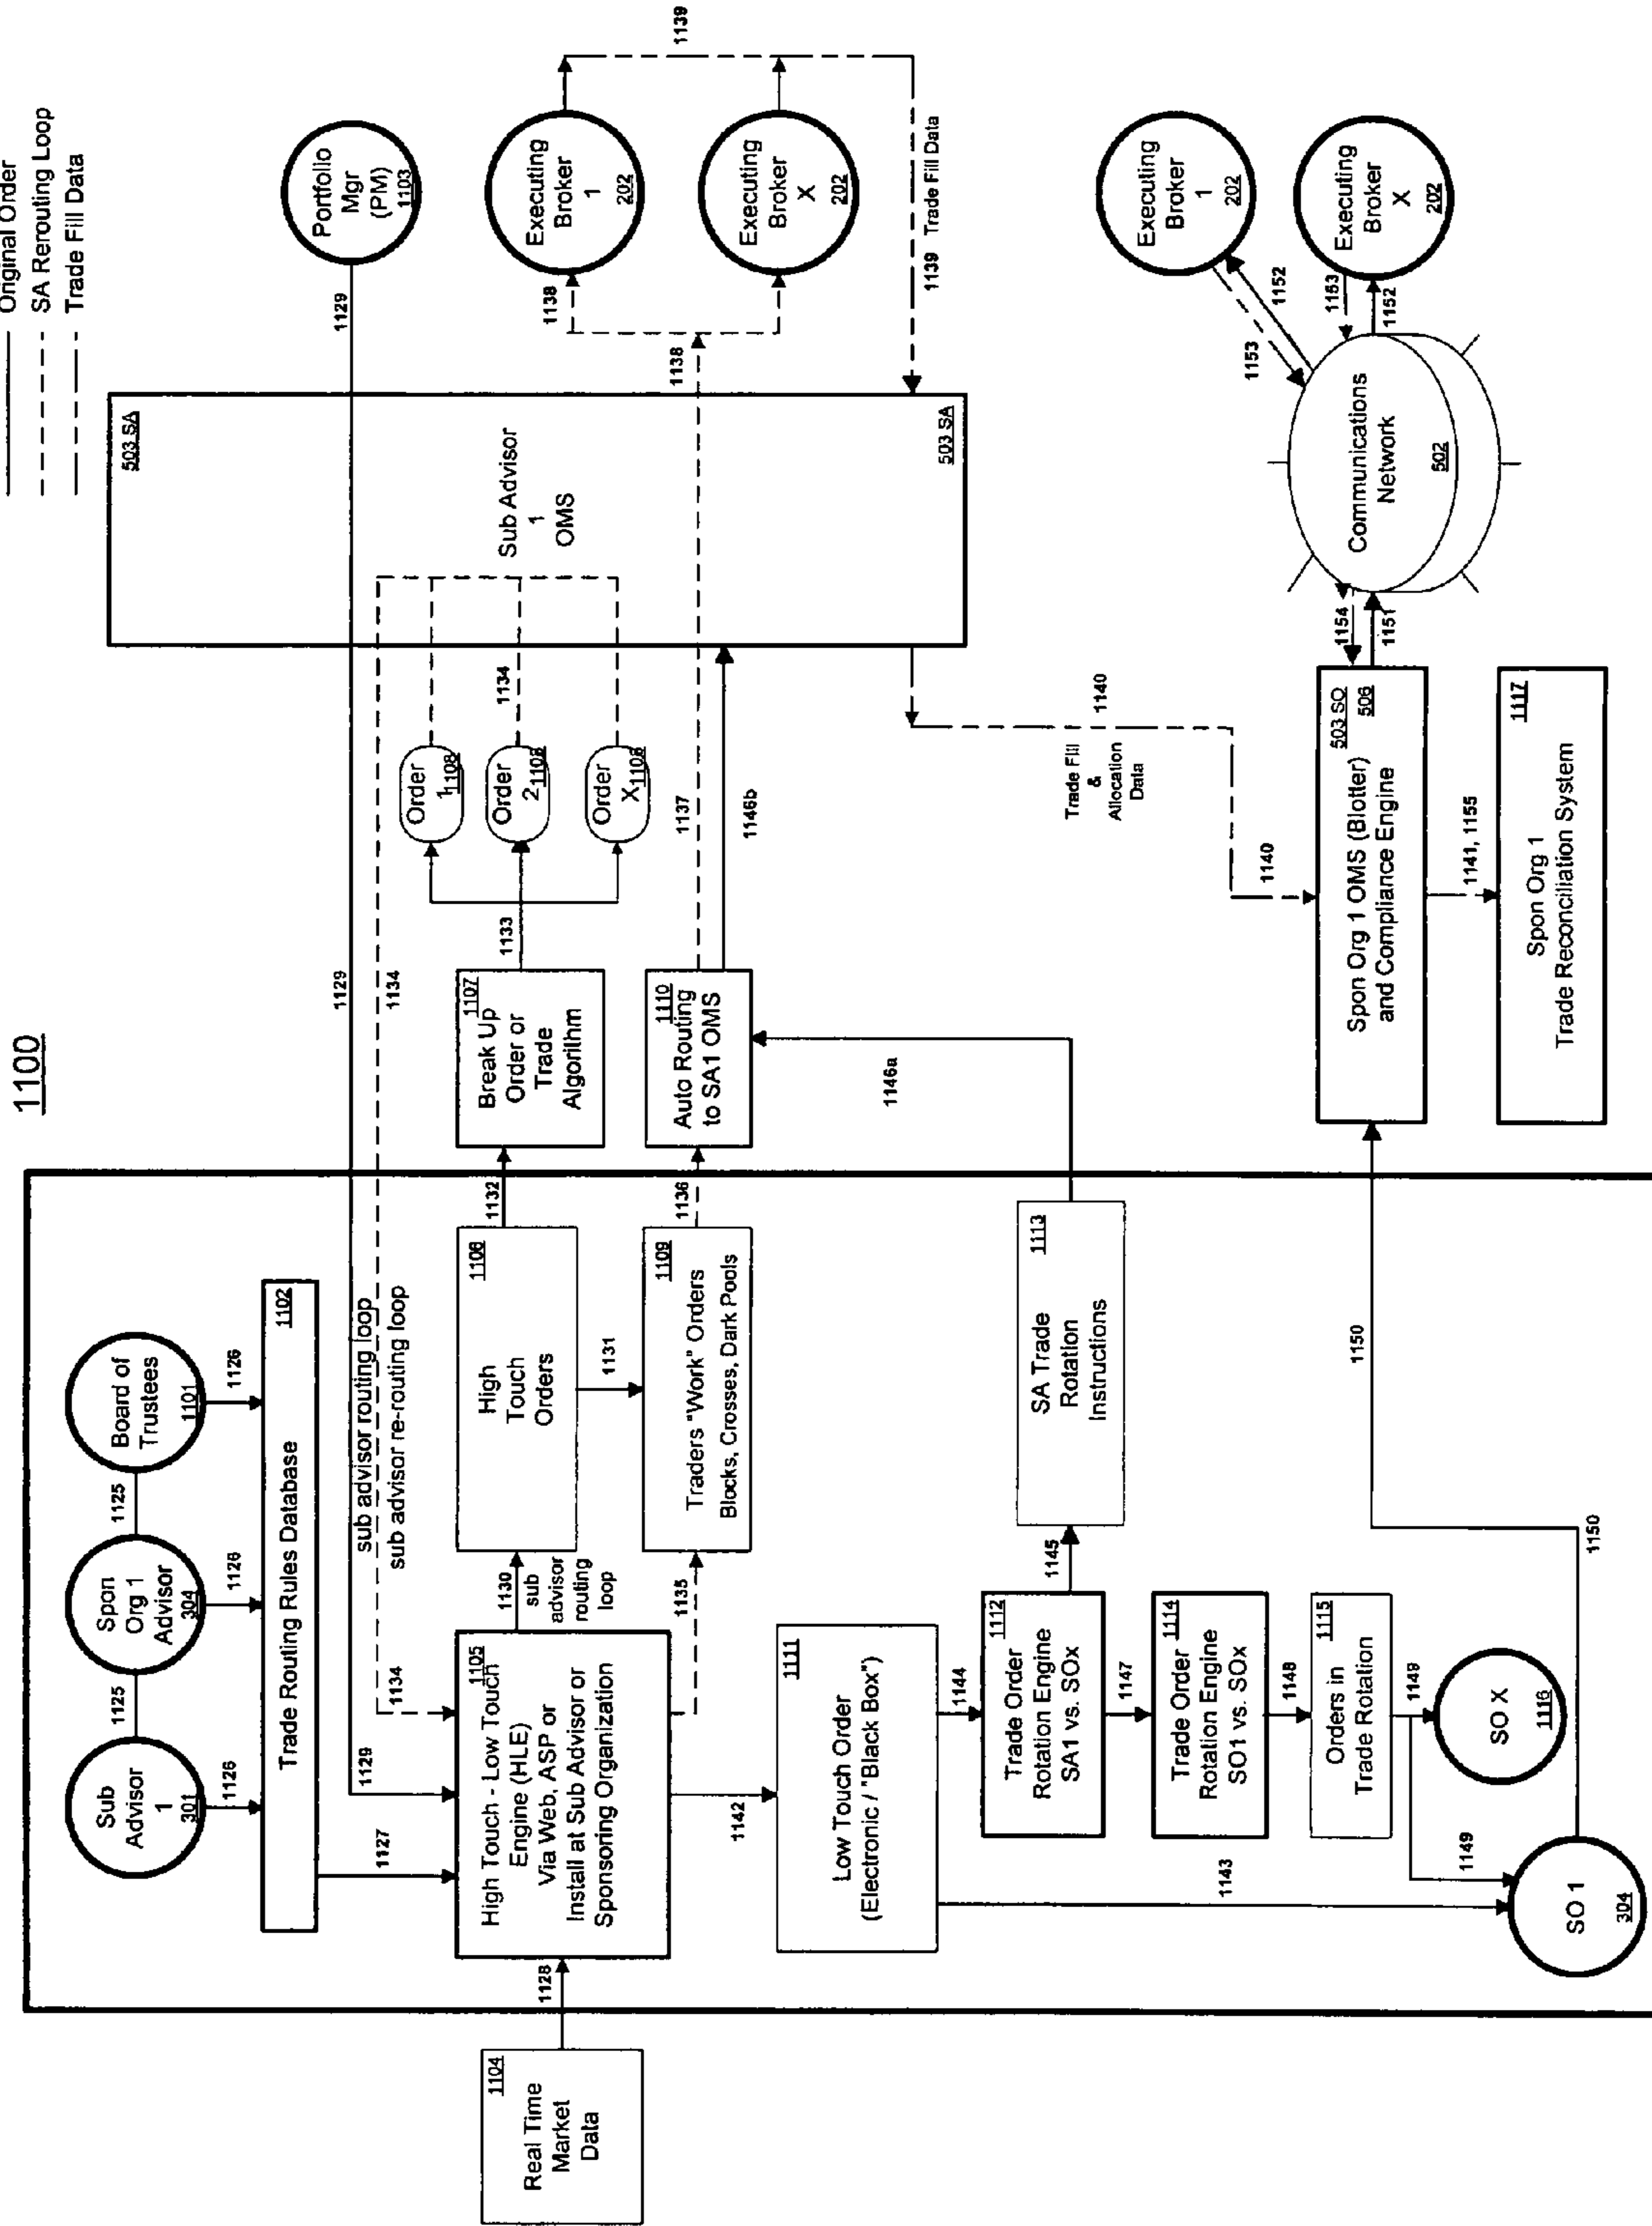 1100
Original Order
SA Rerouting Loop
Trade Fill Data
Sub
Advisor
1
301
1125
Spon
Org 1
Advisor
304
1125
Board of
Trustees
1101
1126
1126
1126
Trade Routing Rules Database
1102
1127
1129
sub advisor routing loop
sub advisor re-routing loop
1134
1129
1134
1129
Portfolio
Mgr
(PM)
1103
1104
Real Time
Market
Data
1128
1105
High Touch - Low Touch
Engine (HLE)
Via Web, ASP or
Install at Sub Advisor or
Sponsoring Organization
1130
sub
advisor
routing
loop
1135
High
Touch
Orders
1106
1131
1132
1109
Traders "Work" Orders
Blocks, Crosses, Dark Pools
1136
1107
Break Up
Order or
Trade
Algorithm
1133
Order
1
1108
Order
2
1108
Order
X
1108
1134
1110
Auto Routing
to SA1 OMS
1137
1146b
1146a
503 SA
Sub Advisor
1
OMS
503 SA
1138
1138
Executing
Broker
1
202
Executing
Broker
X
202
1139
1139 Trade Fill Data
1140
Trade Fill
&
Allocation
Data
1140
1142
1111
Low Touch Order
(Electronic / "Black Box")
1144
1143
1112
Trade Order
Rotation Engine
SA1 vs. SOx
1145
1113
SA Trade
Rotation
Instructions
1147
1114
Trade Order
Rotation Engine
SO1 vs. SOx
1148
1115
Orders in
Trade Rotation
1149
1149
SO X
1116
SO 1
304
1150
1150
503 SO
506
Spon Org 1 OMS (Blotter)
and Compliance Engine
1141, 1155
1117
Spon Org 1
Trade Reconciliation System
1154
1151
Communications
Network
502
1153
1152
1153
1152
Executing
Broker
1
202
Executing
Broker
X
202